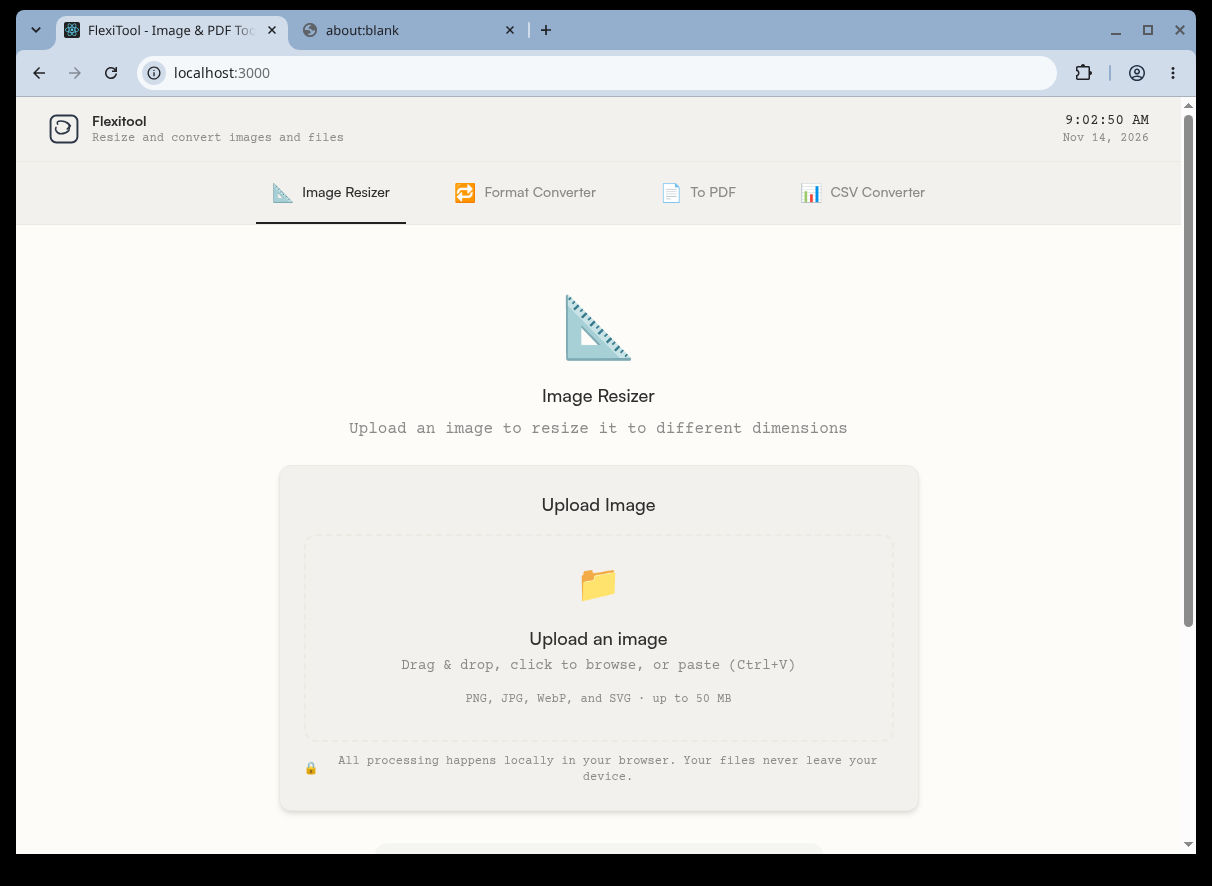 FlexiTool - Image & PDF Too
about:blank
localhost:3000
Flexitool
Resize and convert images and files
9:02:50 AM
Nov 14, 2026
Image Resizer
Format Converter
To PDF
CSV Converter
Image Resizer
Upload an image to resize it to different dimensions
Upload Image
Upload an image
Drag & drop, click to browse, or paste (Ctrl+V)
PNG, JPG, WebP, and SVG · up to 50 MB
All processing happens locally in your browser. Your files never leave your
device.